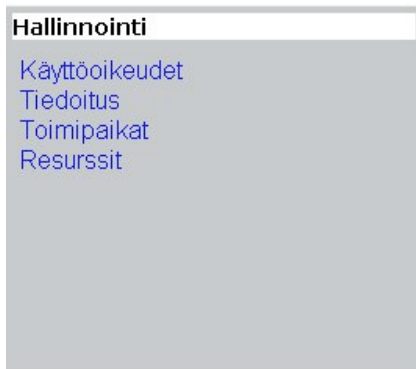 Hallinnointi
Käyttöoikeudet
Tiedoitus
Toimipaikat
Resurssit